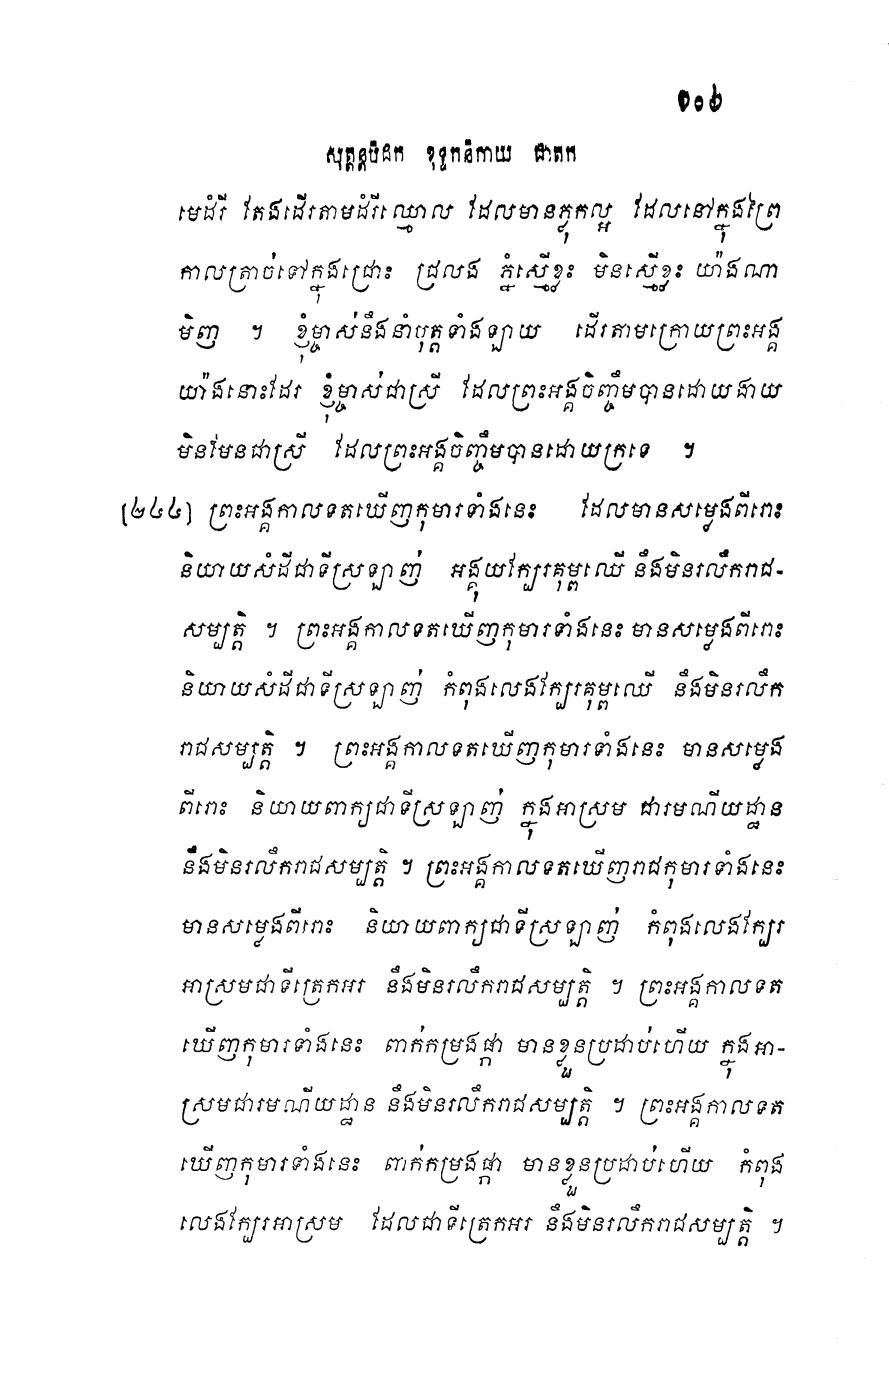 ១០៦
សុត្តន្តបិដក ខុទ្ទកនិកាយ ជាតក
មេដំរី តែងដើរតាមដំរីឈ្មោល ដែលមានភ្លុកល្អ ដែលនៅក្នុងព្រៃ
កាលត្រាច់ទៅក្នុងជ្រោះ ជ្រលង ភ្នំស្មើខ្លះ មិនស្មើខ្លះ យ៉ាងណា
មិញ ។ ខ្ញុំម្ចាស់នឹងនាំបុត្តទាំងឡាយ ដើរតាមក្រោយព្រះអង្គ
យ៉ាងនោះដែរ ខ្ញុំម្ចាស់ជាស្រី ដែលព្រះអង្គចិញ្ចឹមបានដោយងាយ
មិនមែនជាស្រី ដែលព្រះអង្គចិញ្ចឹមបានដោយក្រទេ ។
[២៤៤] ព្រះអង្គកាលទតឃើញកុមារទាំងនេះ ដែលមានសម្លេងពីរោះ
និយាយសំដីជាទីស្រឡាញ់ អង្គុយក្បែរគុម្ពឈើ នឹងមិនរលឹករាជ-
សម្បត្តិ ។ ព្រះអង្គកាលទតឃើញកុមារទាំងនេះ មានសម្លេងពីរោះ
និយាយសំដីជាទីស្រឡាញ់ កំពុងលេងក្បែរគុម្ពឈើ នឹងមិនរលឹក
រាជសម្បត្តិ ។ ព្រះអង្គកាលទតឃើញកុមារទាំងនេះ មានសម្លេង
ពីរោះ និយាយពាក្យជាទីស្រឡាញ់ ក្នុងអាស្រម ជារមណីយដ្ឋាន
នឹងមិនរលឹករាជសម្បត្តិ ។ ព្រះអង្គកាលទតឃើញរាជកុមារទាំងនេះ
មានសម្លេងពីរោះ និយាយពាក្យជាទីស្រឡាញ់ កំពុងលេងក្បែរ
អាស្រមជាទីត្រេកអរ នឹងមិនរលឹករាជសម្បត្តិ ។ ព្រះអង្គកាលទត
ឃើញកុមារទាំងនេះ ពាក់កម្រងផ្កា មានខ្លួនប្រដាប់ហើយ ក្នុងអា-
ស្រមជារមណីយដ្ឋាន នឹងមិនរលឹករាជសម្បត្តិ ។ ព្រះអង្គកាលទត
ឃើញកុមារទាំងនេះ ពាក់កម្រងផ្កា មានខ្លួនប្រដាប់ហើយ កំពុង
លេងក្បែរអាស្រម ដែលជាទីត្រេកអរ នឹងមិនរលឹករាជសម្បត្តិ ។